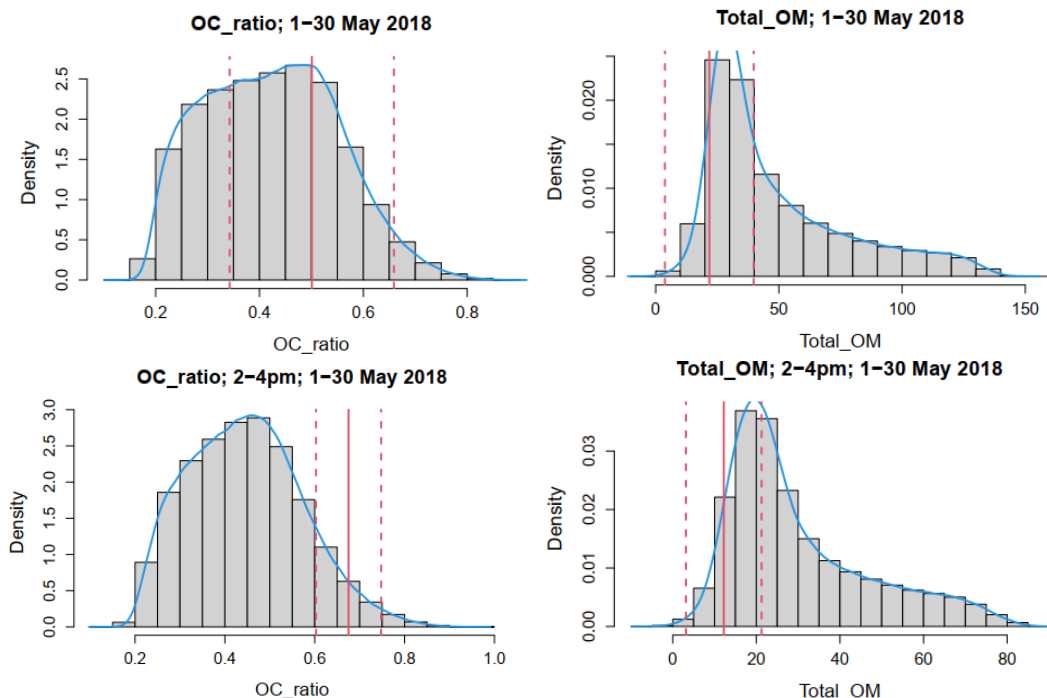 OC_ratio; 1−30 May 2018
Density
0.0 0.5 1.0 1.5 2.0 2.5
0.2 0.4 0.6 0.8
OC_ratio
Total_OM; 1−30 May 2018
Density
0.000 0.010 0.020
0 50 100 150
Total_OM
OC_ratio; 2−4pm; 1−30 May 2018
Density
0.0 0.5 1.0 1.5 2.0 2.5 3.0
0.2 0.4 0.6 0.8 1.0
OC_ratio
Total_OM; 2−4pm; 1−30 May 2018
Density
0.00 0.01 0.02 0.03
0 20 40 60 80
Total_OM